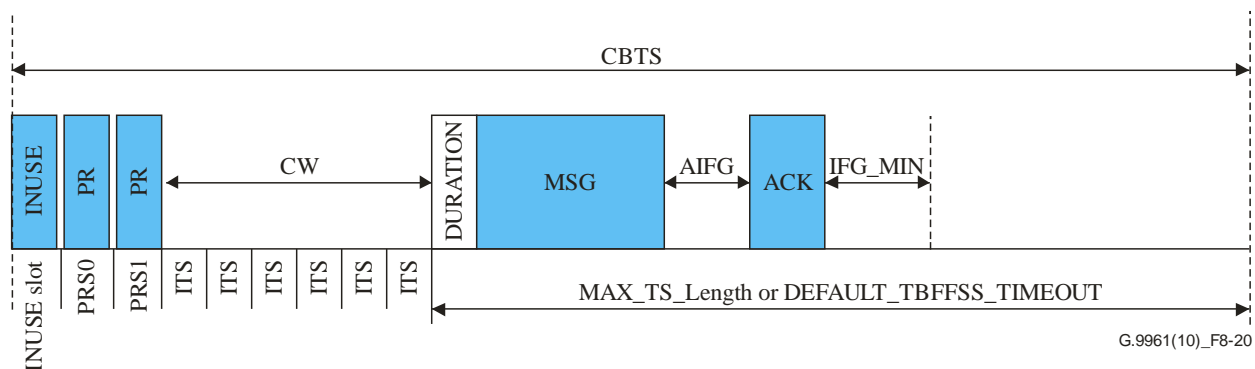 CBTS
INUSE
PR
PR
CW
DURATION
MSG
AIFG
ACK
IFG_MIN
INUSE slot
PRS0
PRS1
ITS
ITS
ITS
ITS
ITS
ITS
MAX_TS_Length or DEFAULT_TBFFSS_TIMEOUT
G.9961(10)_F8-20